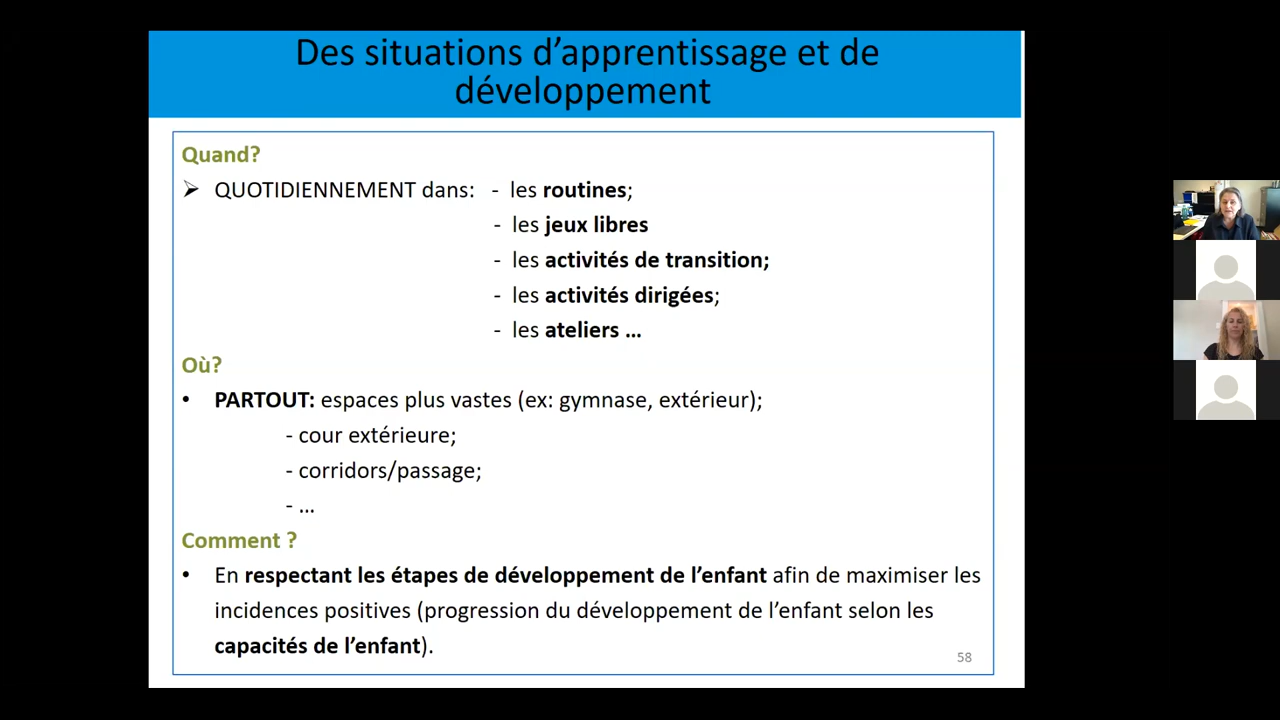 Des situations d’apprentissage et de
développement
Quand?
➢ QUOTIDIENNEMENT dans: - les routines;
- les jeux libres
- les activités de transition;
- les activités dirigées;
- les ateliers …
Où?
• PARTOUT: espaces plus vastes (ex: gymnase, extérieur);
- cour extérieure;
- corridors/passage;
- …
Comment ?
• En respectant les étapes de développement de l’enfant afin de maximiser les
incidences positives (progression du développement de l’enfant selon les
capacités de l’enfant).
58